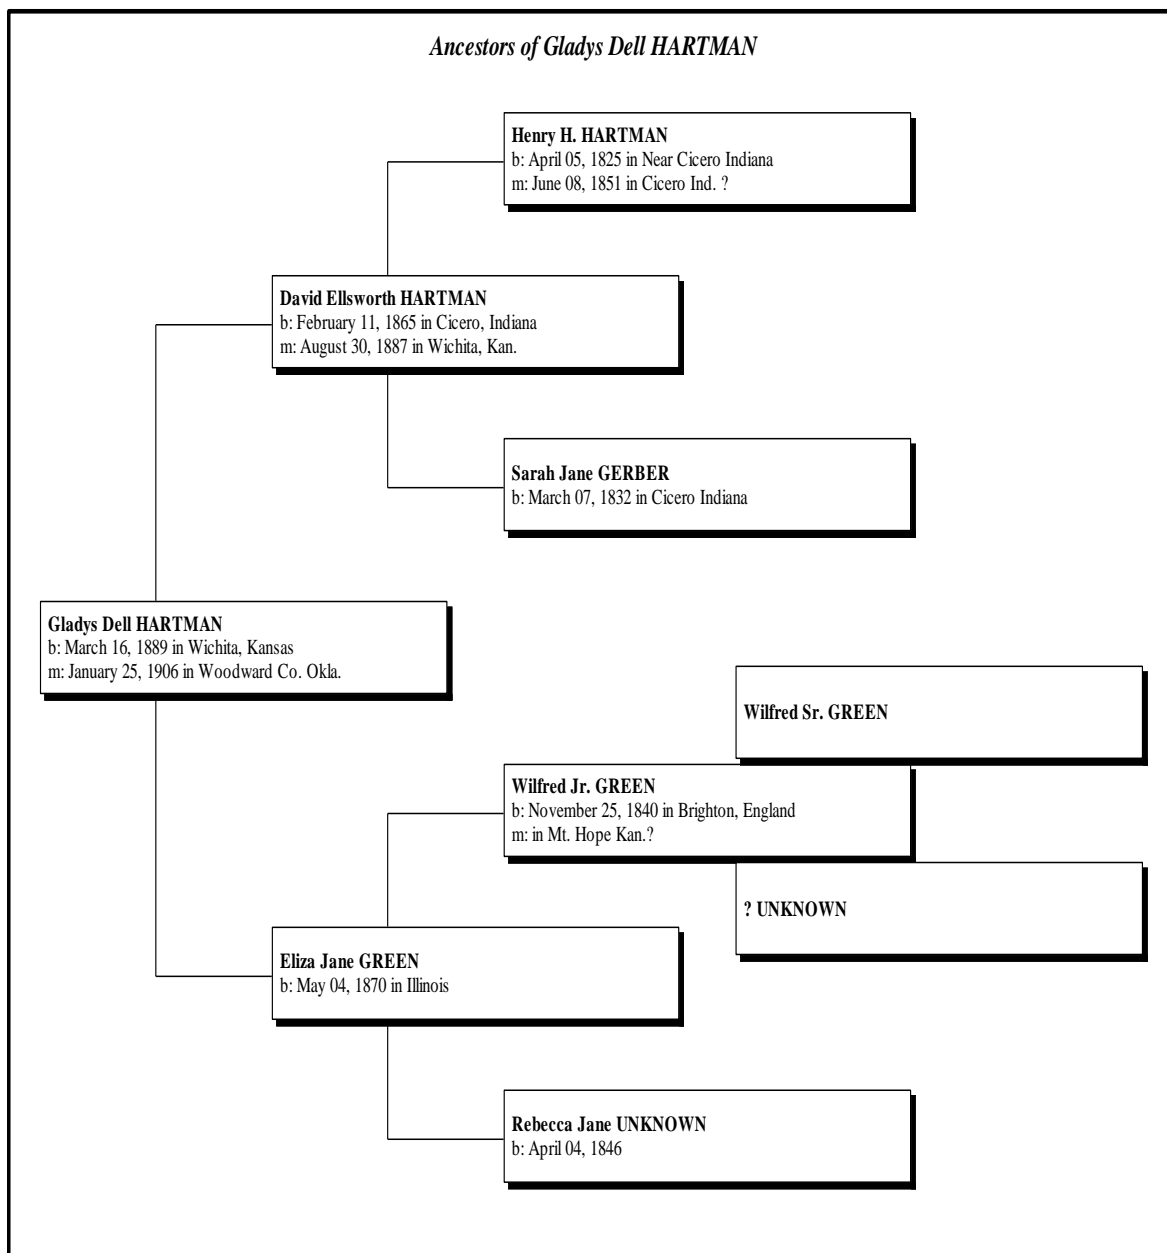 Ancestors of Gladys Dell HARTMAN
Henry H. HARTMAN
b: April 05, 1825 in Near Cicero Indiana
m: June 08, 1851 in Cicero Ind. ?
David Ellsworth HARTMAN
b: February 11, 1865 in Cicero, Indiana
m: August 30, 1887 in Wichita, Kan.
Sarah Jane GERBER
b: March 07, 1832 in Cicero Indiana
Gladys Dell HARTMAN
b: March 16, 1889 in Wichita, Kansas
m: January 25, 1906 in Woodward Co. Okla.
Wilfred Sr. GREEN
Wilfred Jr. GREEN
b: November 25, 1840 in Brighton, England
m: in Mt. Hope Kan.?
? UNKNOWN
Eliza Jane GREEN
b: May 04, 1870 in Illinois
Rebecca Jane UNKNOWN
b: April 04, 1846